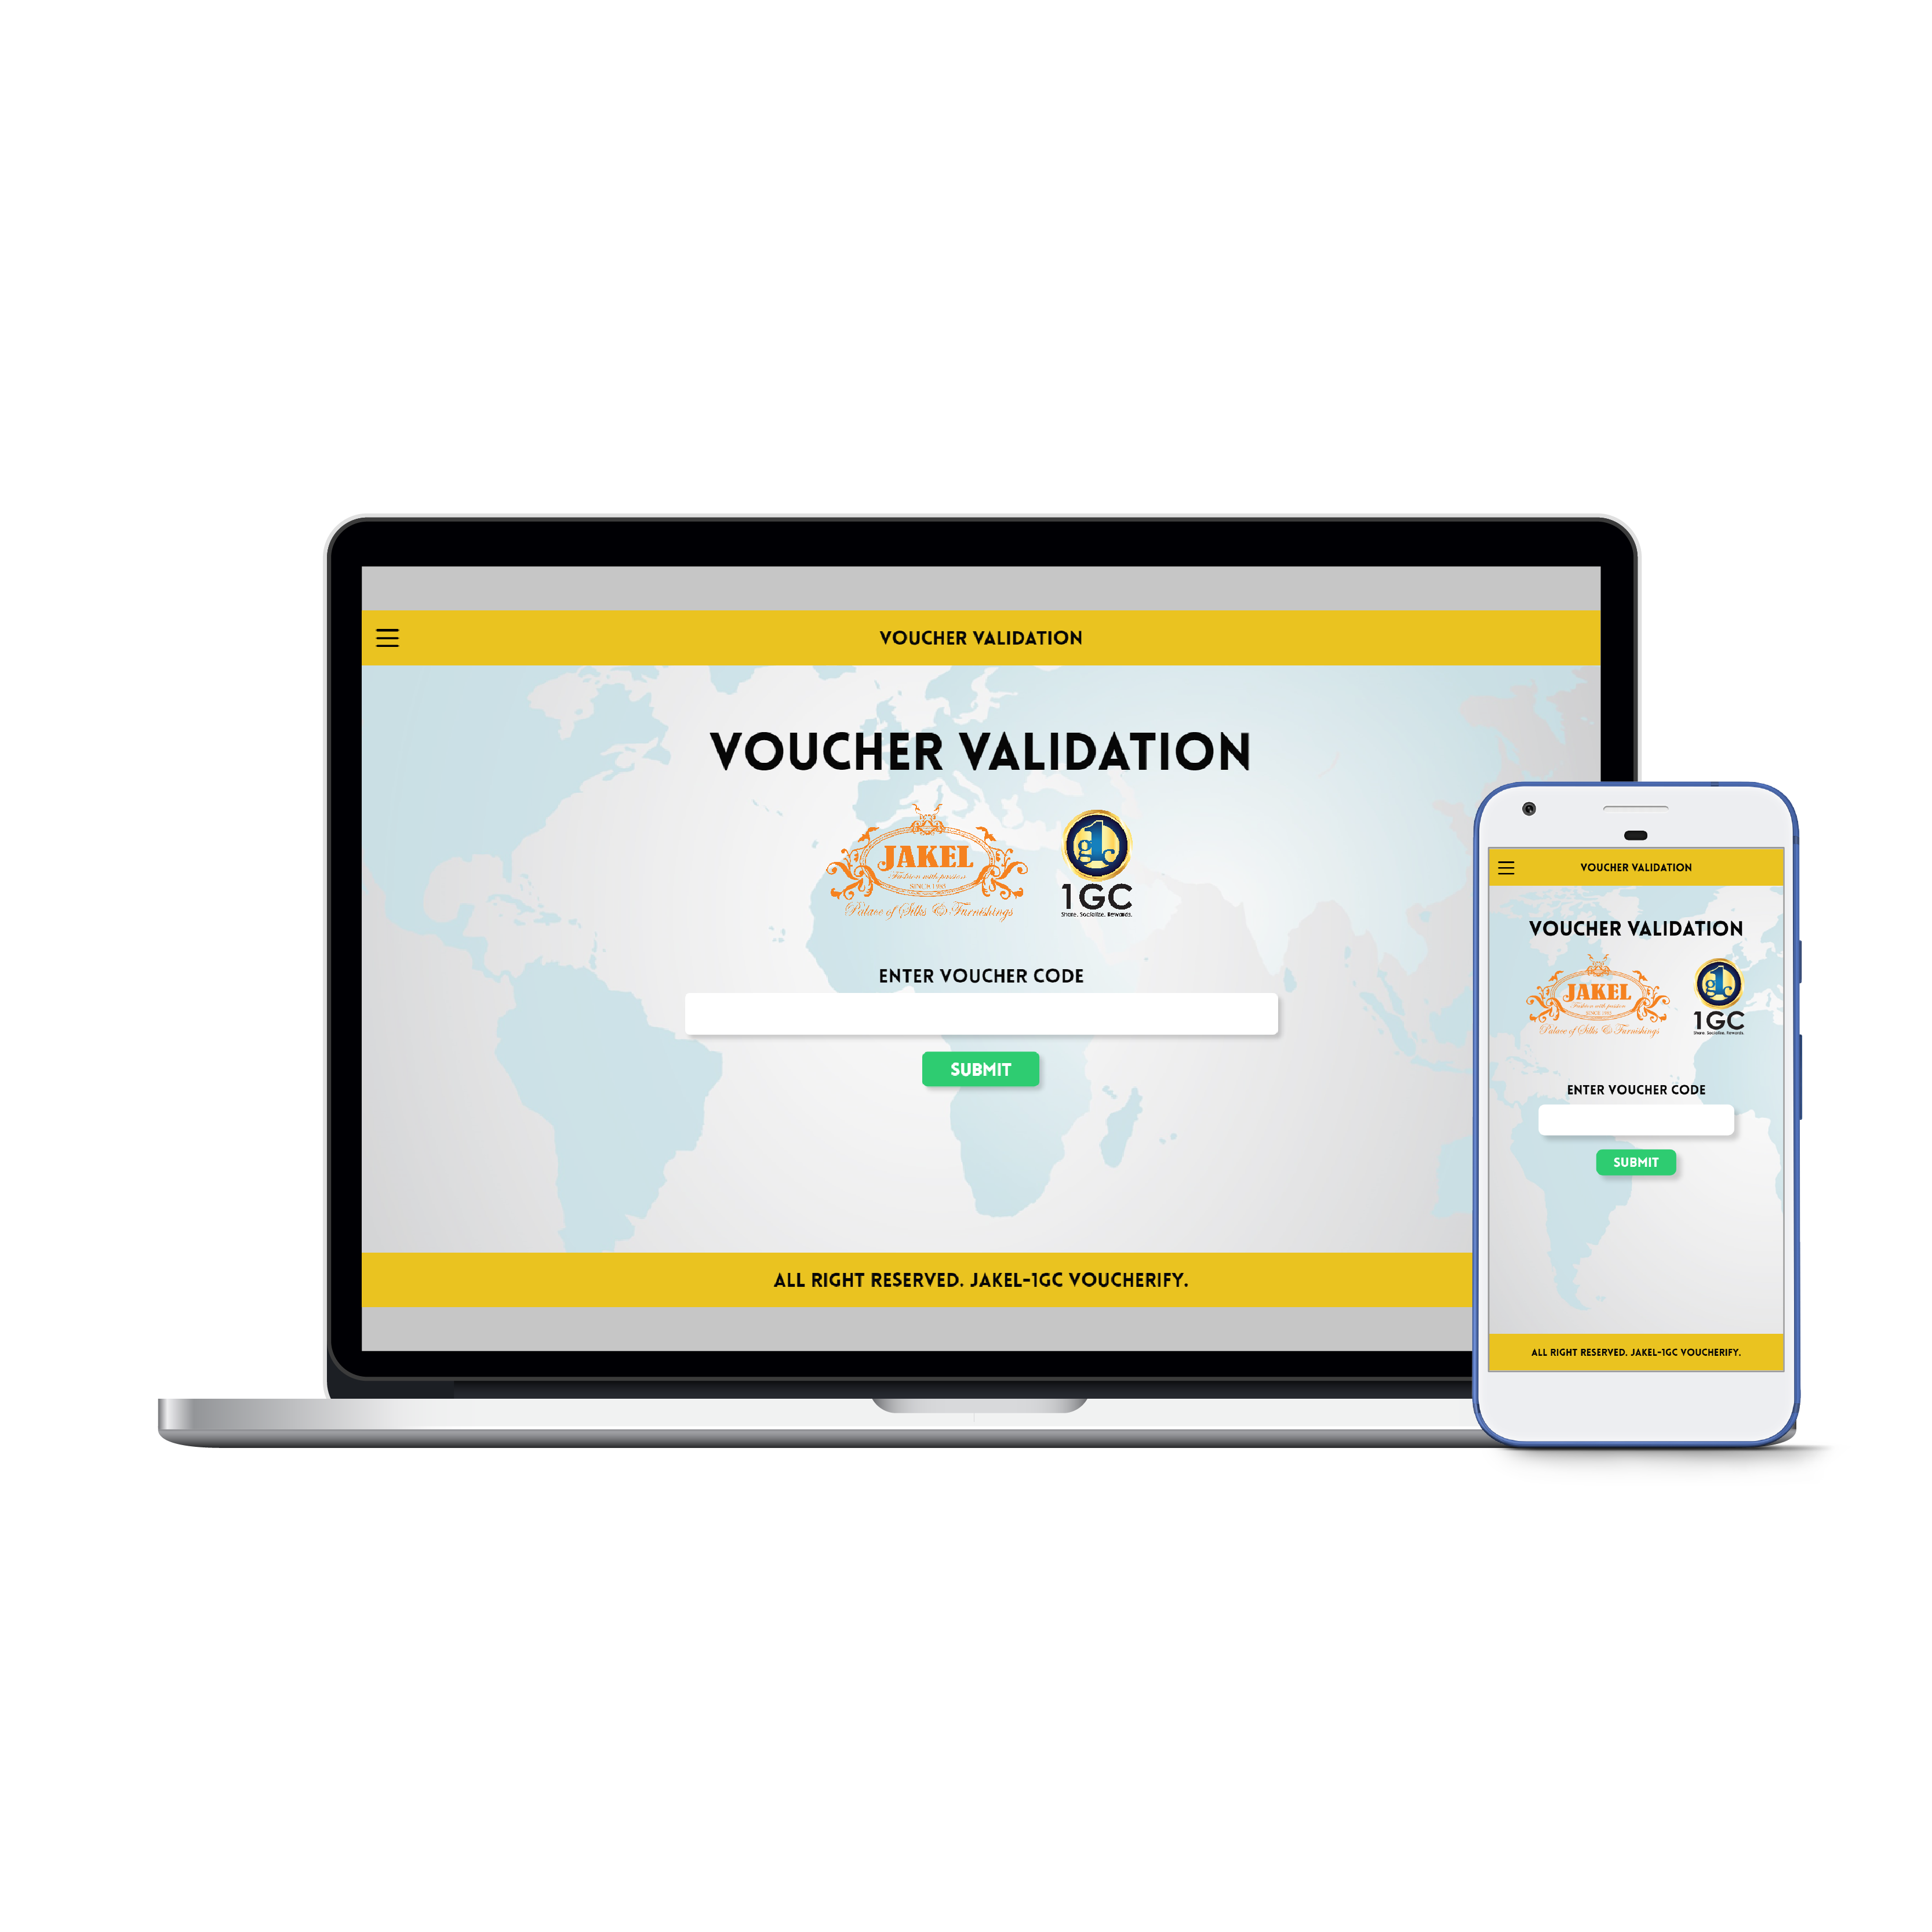 VOUCHER VALIDATION
VOUCHER VALIDATION
JAKEL
Fashion with passion
SINCE 1983
Palace of Silks & Furnishings
g1c
1GC
Share. Socialize. Rewards.
ENTER VOUCHER CODE
SUBMIT
ALL RIGHT RESERVED. JAKEL-1GC VOUCHERIFY.
VOUCHER VALIDATION
VOUCHER VALIDATION
JAKEL
Fashion with passion
SINCE 1983
Palace of Silks & Furnishings
g1c
1GC
Share. Socialize. Rewards.
ENTER VOUCHER CODE
SUBMIT
ALL RIGHT RESERVED. JAKEL-1GC VOUCHERIFY.